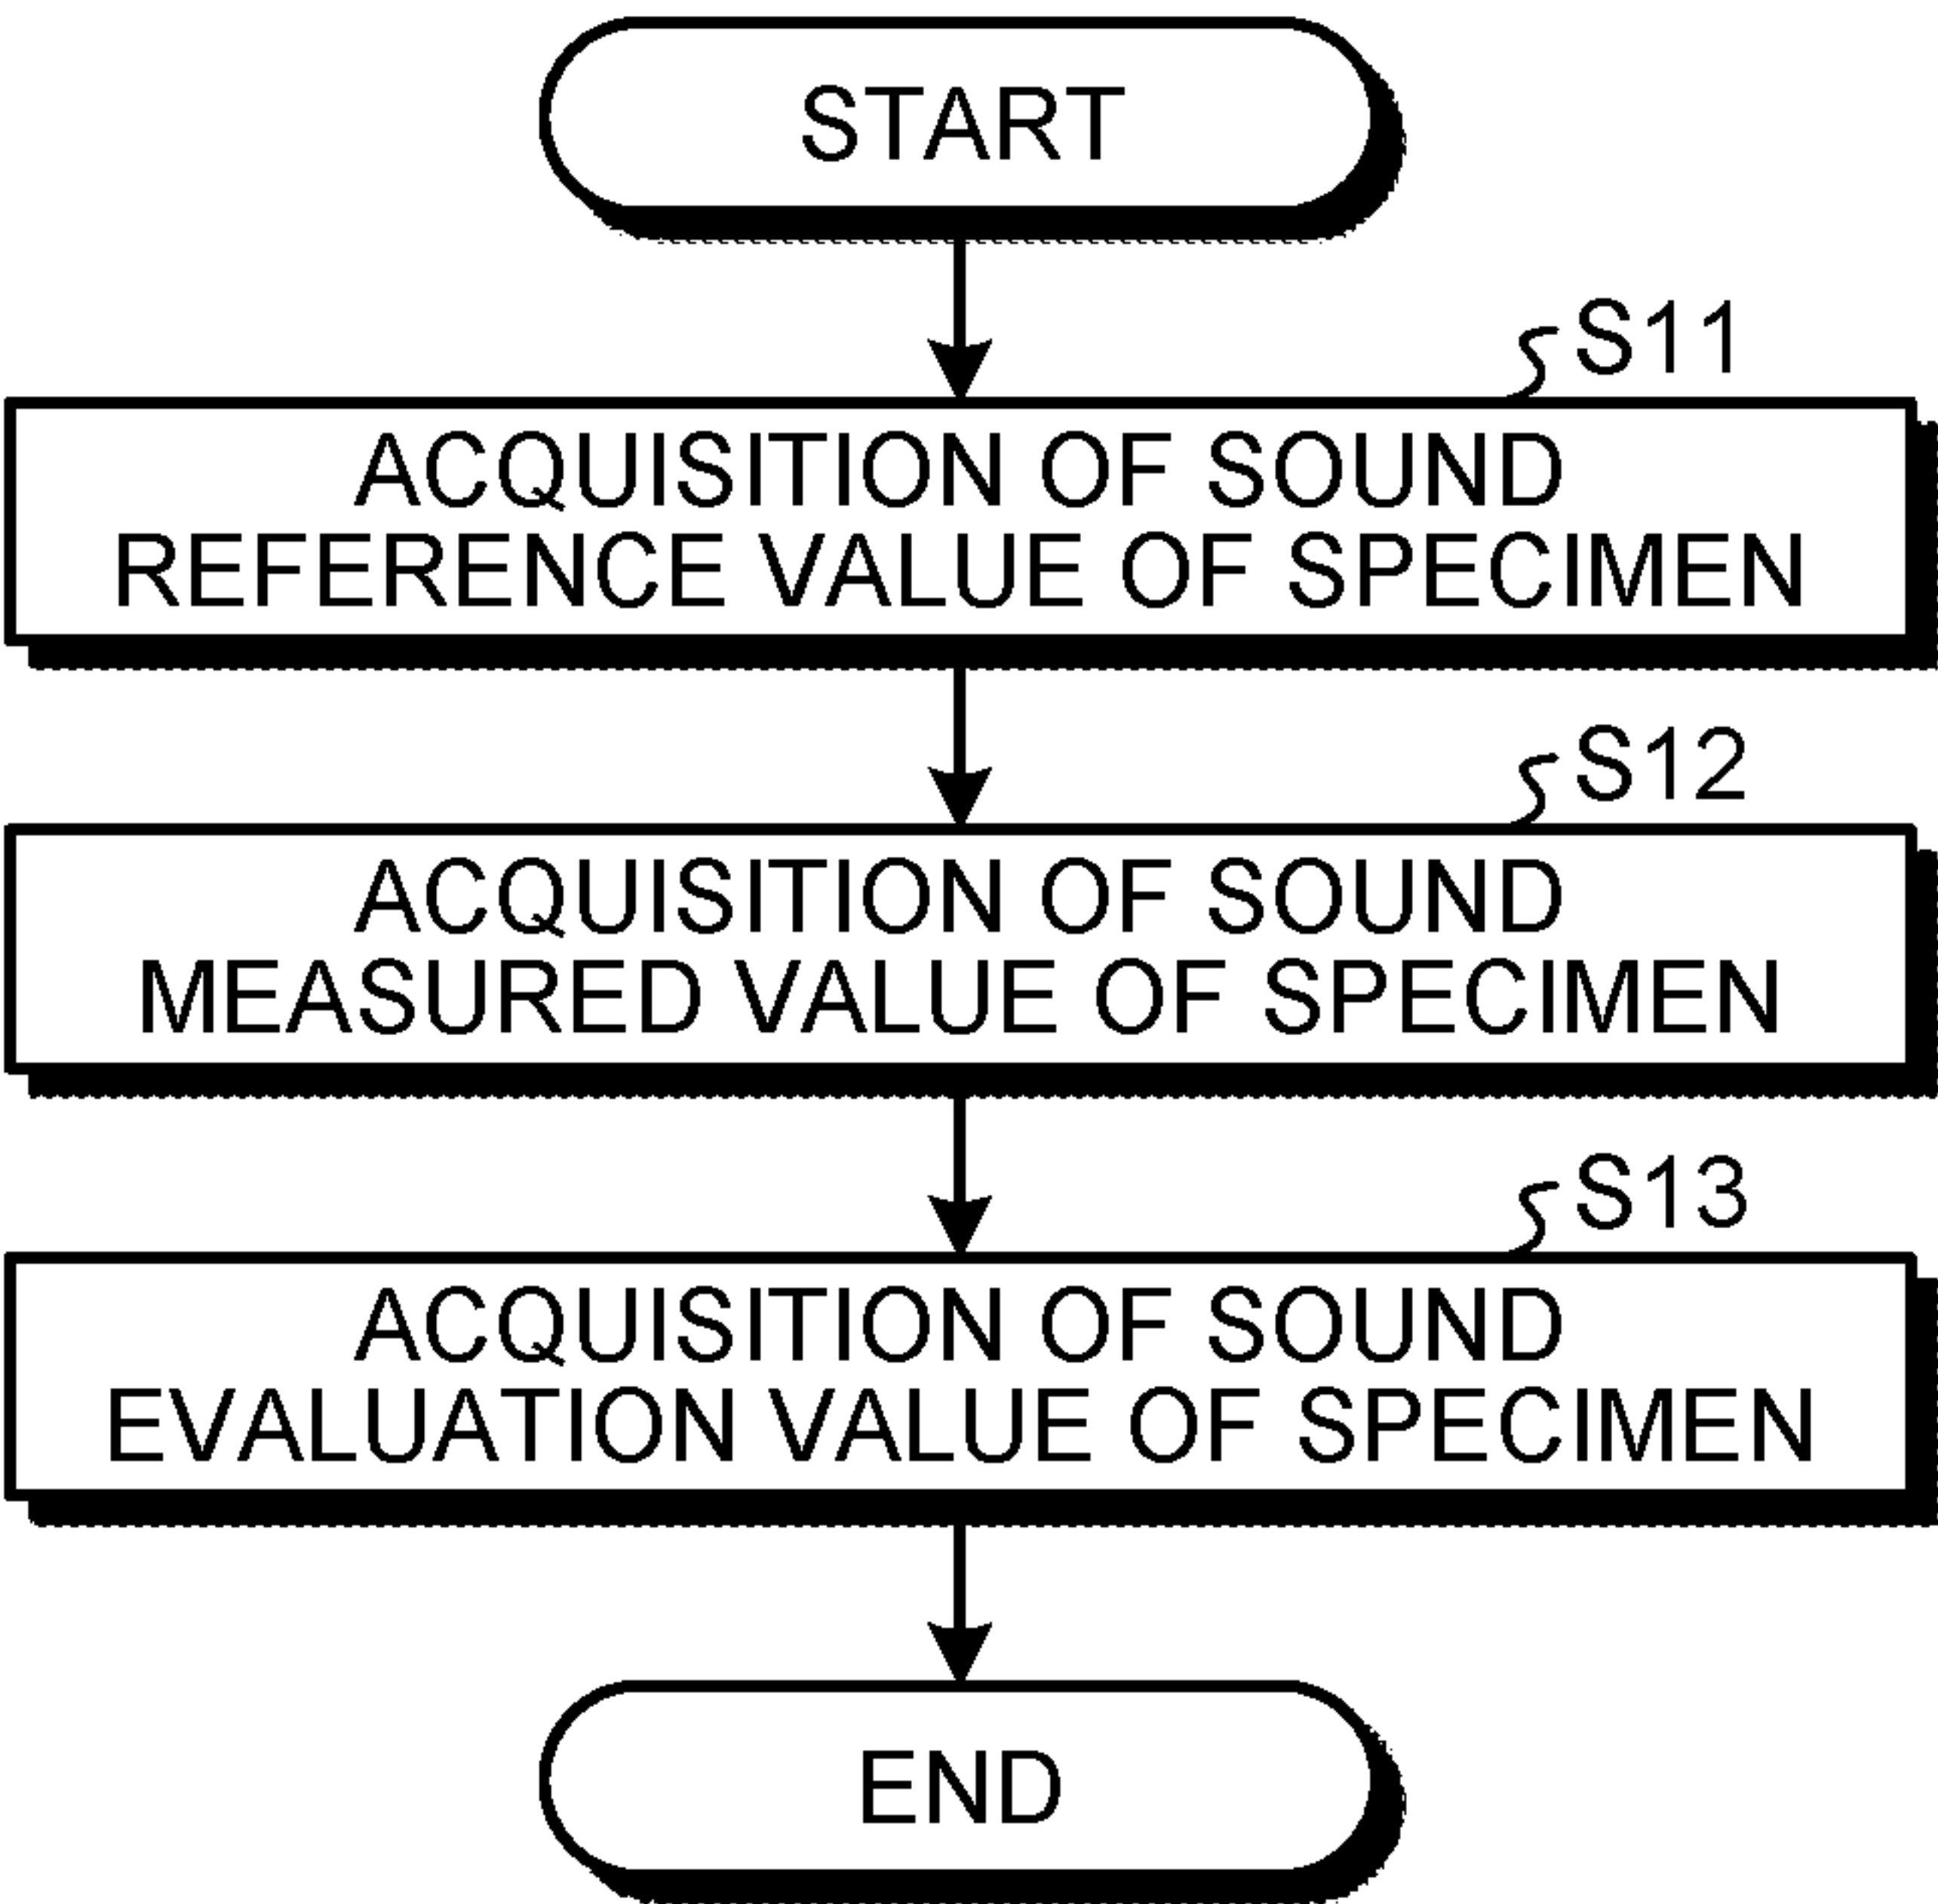 START
S11
ACQUISITION OF SOUND
REFERENCE VALUE OF SPECIMEN
S12
ACQUISITION OF SOUND
MEASURED VALUE OF SPECIMEN
S13
ACQUISITION OF SOUND
EVALUATION VALUE OF SPECIMEN
END